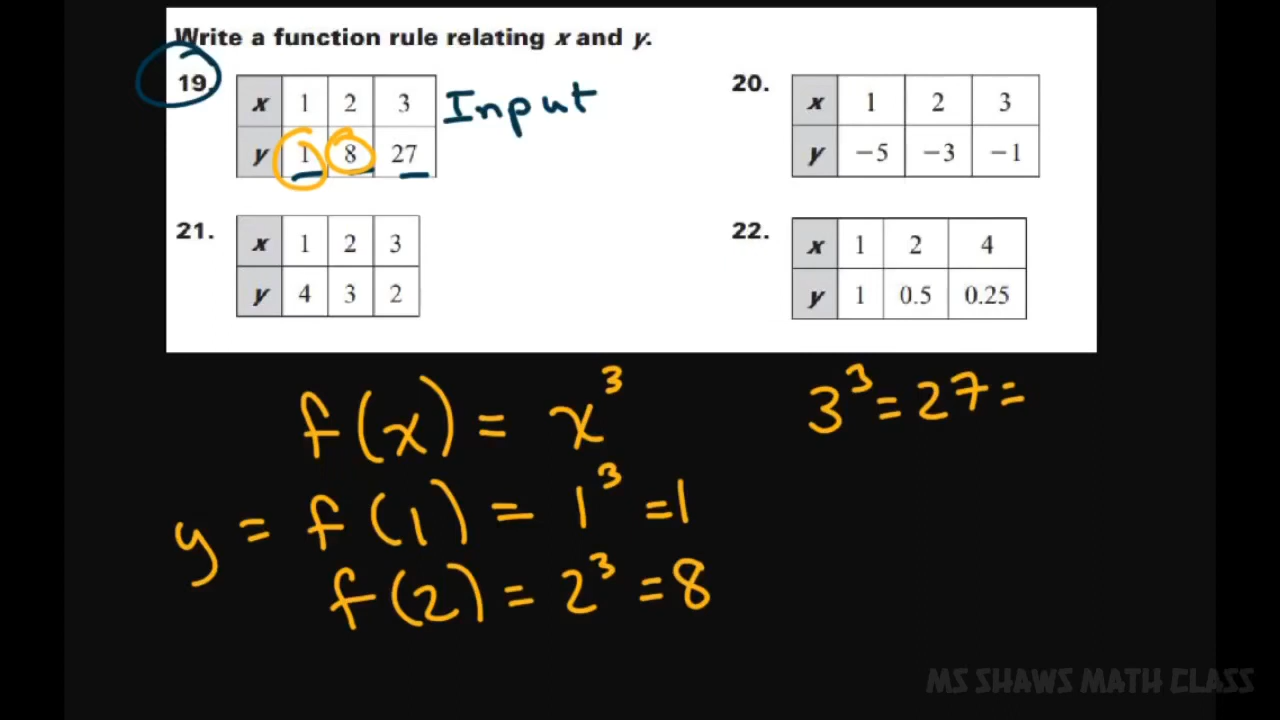 Write a function rule relating x and y.
19. x 1 2 3 Input
y 1 8 27
20. x 1 2 3
y −5 −3 −1
21. x 1 2 3
y 4 3 2
22. x 1 2 4
y 1 0.5 0.25
f(x) = x³
3³ = 27 =
y = f(1) = 1³ = 1
f(2) = 2³ = 8
MS SHAWS MATH CLASS